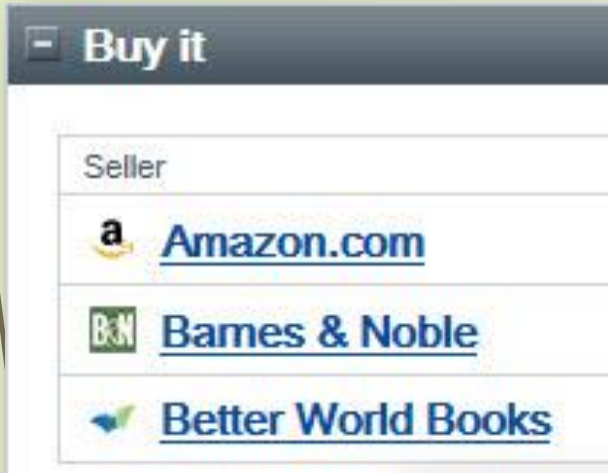 Buy it
Seller
a Amazon.com
B&N Barnes & Noble
Better World Books